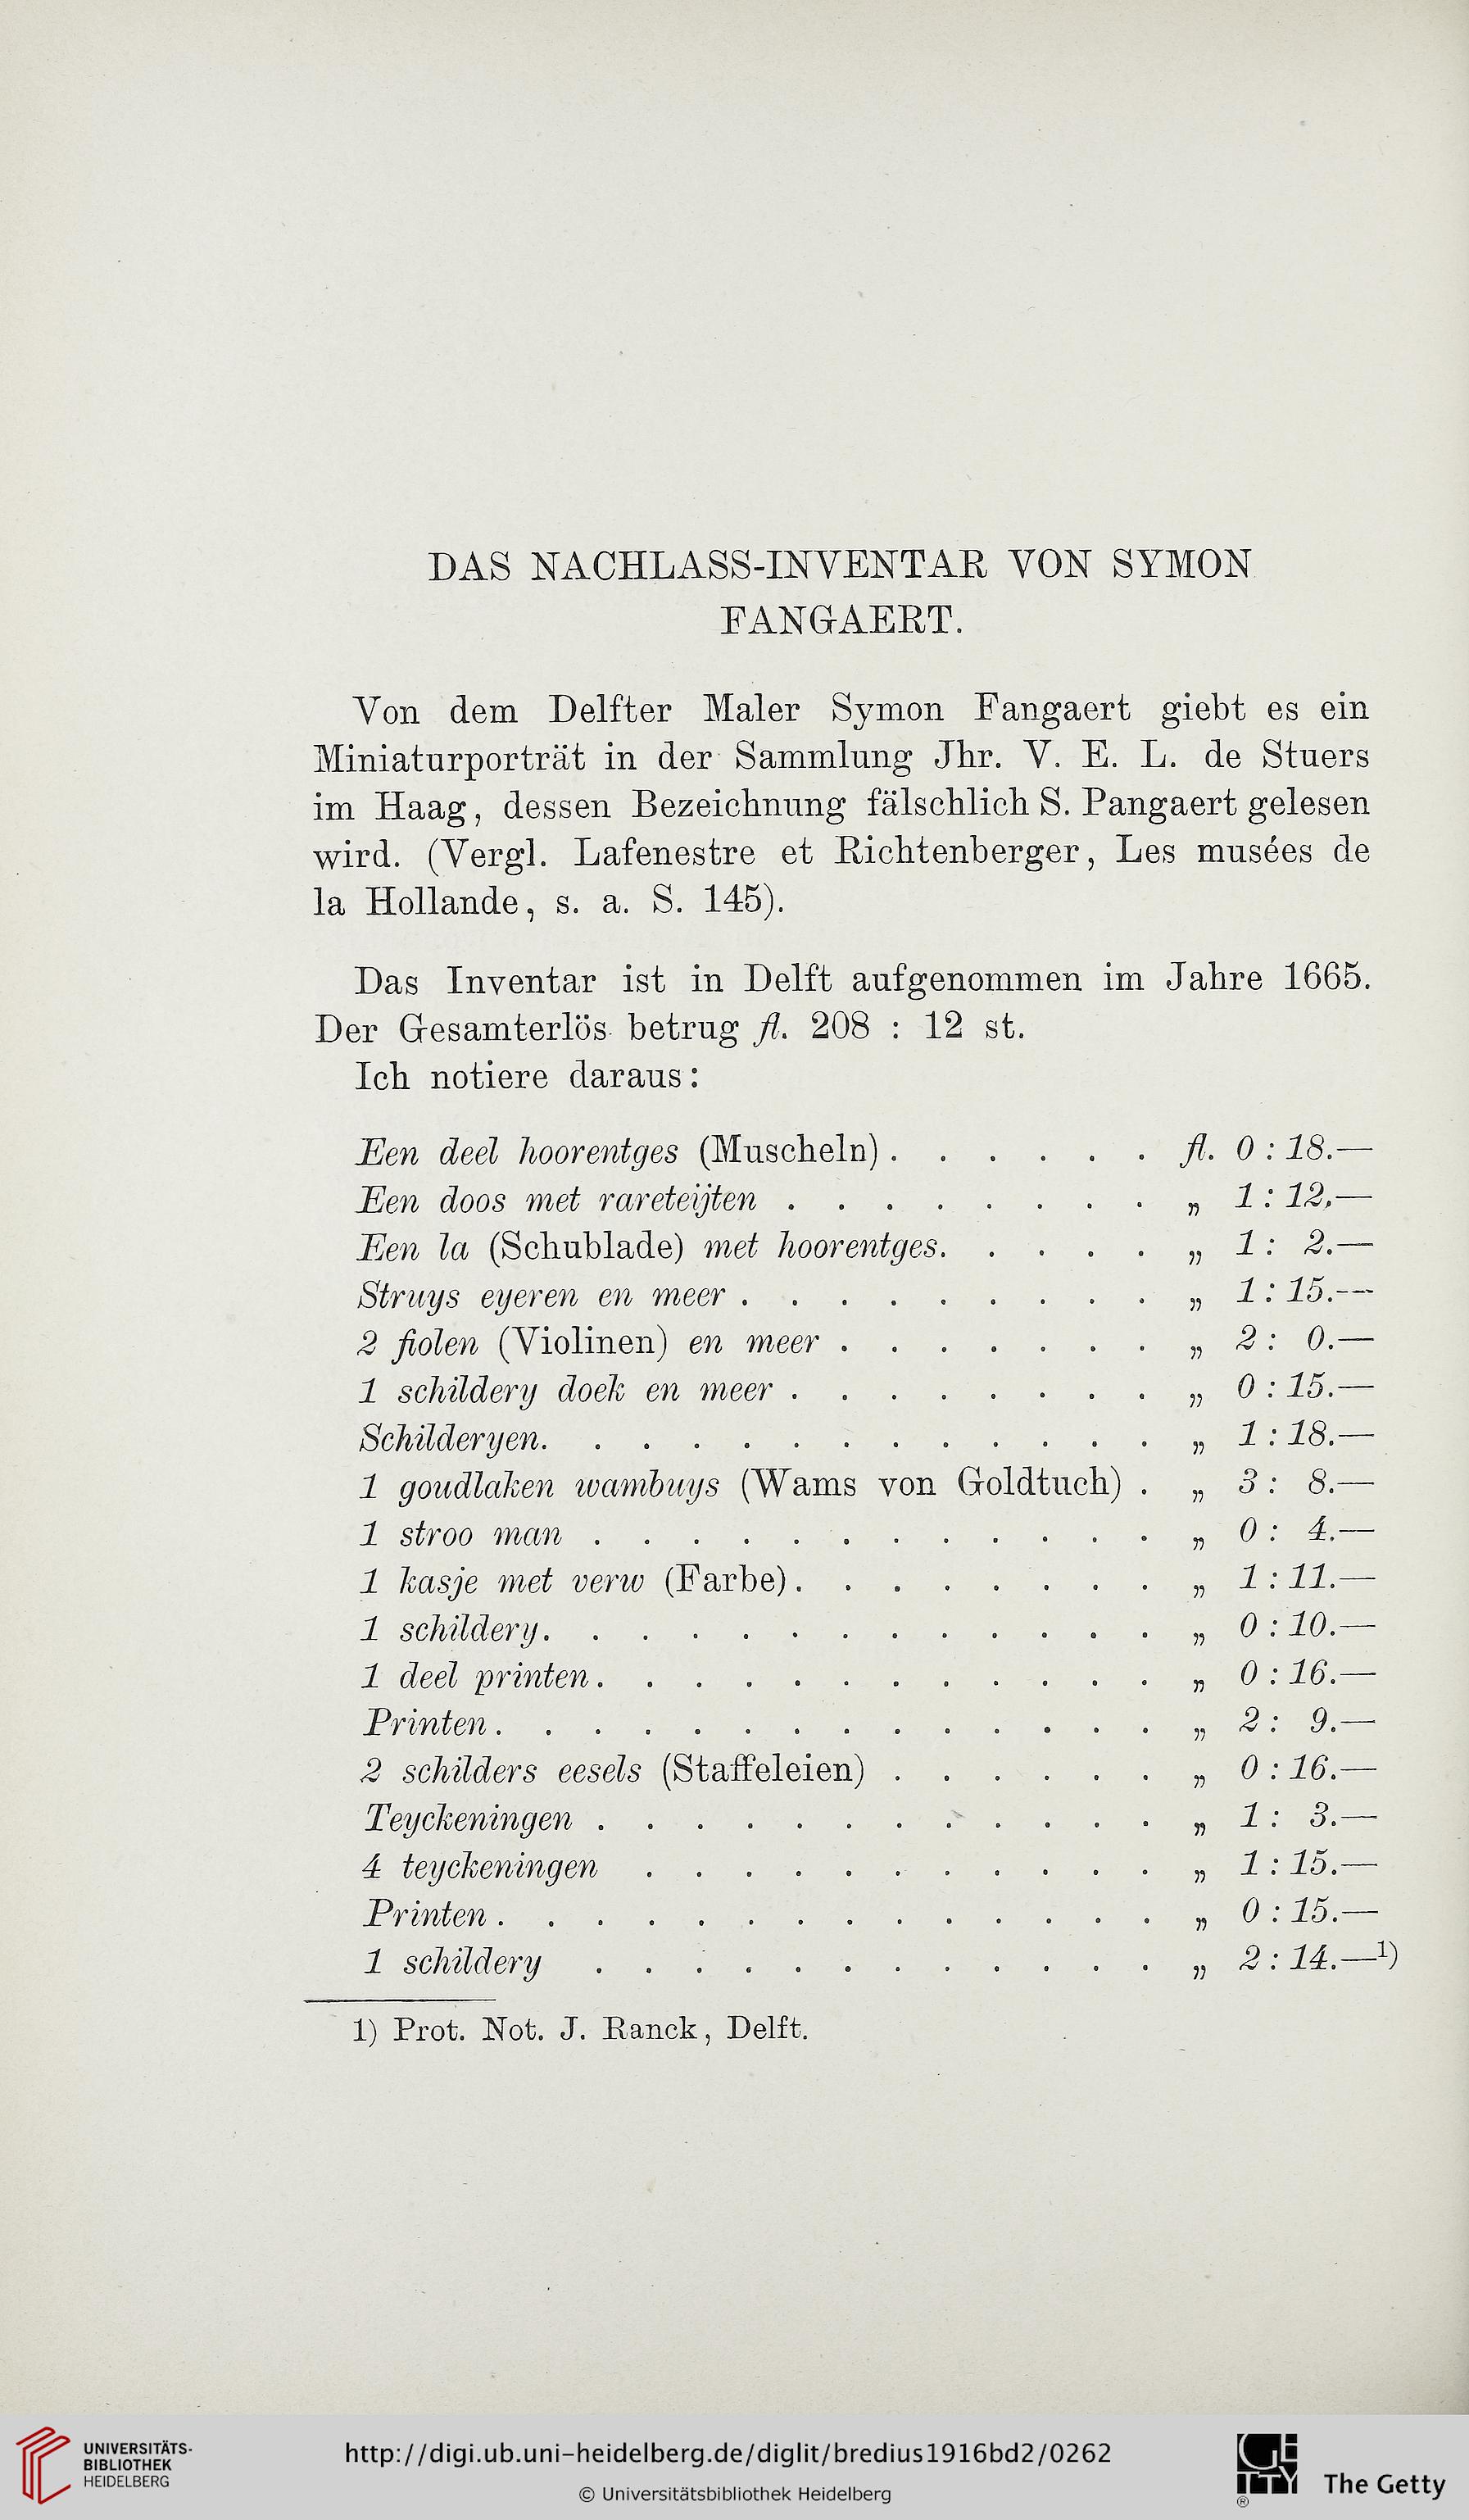 DAS NACHLASS-INVENTAR VON SYMON
FANGAERT.
Von dem Delfter Maler Symon Fangaert giebt es ein
Miniaturporträt in der Sammlung Jhr. V. E. L. de Stuers
im Haag, dessen Bezeichnung fälschlich S. Pangaert gelesen
wird. (Vergl. Lafenestre et Richtenberger, Les musées de
la Hollande, s. a. S. 145).
Das Inventar ist in Delft aufgenommen im Jahre 1665.
Der Gesamterlös betrug fl. 208 : 12 st.
Ich notiere daraus:
Een deel hoorentges (Muscheln) . . . . . . fl. 0 : 18.—
Een doos met rareteijten . . . . . . . . „ 1 : 12.—
Een la (Schublade) met hoorentges. . . . . „ 1 : 2.—
Struys eyeren en meer . . . . . . . . . „ 1 : 15.—
2 fiolen (Violinen) en meer . . . . . . . „ 2 : 0.—
1 schildery doek en meer . . . . . . . . „ 0 : 15.—
Schilderyen. . . . . . . . . . . . . „ 1 : 18.—
1 goudlaken wambuys (Wams von Goldtuch) . „ 3 : 8.—
1 stroo man . . . . . . . . . . . . „ 0 : 4.—
1 kasje met verw (Farbe). . . . . . . . „ 1 : 11.—
1 schildery. . . . . . . . . . . . . „ 0 : 10.—
1 deel printen. . . . . . . . . . . . „ 0 : 16.—
Printen. . . . . . . . . . . . . . „ 2 : 9.—
2 schilders eesels (Staffeleien) . . . . . . „ 0 : 16.—
Teyckeningen . . . . . . . . . . . . „ 1 : 3.—
4 teyckeningen . . . . . . . . . . . „ 1 : 15.—
Printen . . . . . . . . . . . . . . „ 0 : 15.—
1 schildery . . . . . . . . . . . . „ 2 : 14.—1)
1) Prot. Not. J. Ranck, Delft.
UNIVERSITÄTS-
BIBLIOTHEK
HEIDELBERG
http://digi.ub.uni-heidelberg.de/diglit/bredius1916bd2/0262
© Universitätsbibliothek Heidelberg
GETTY
®
The Getty